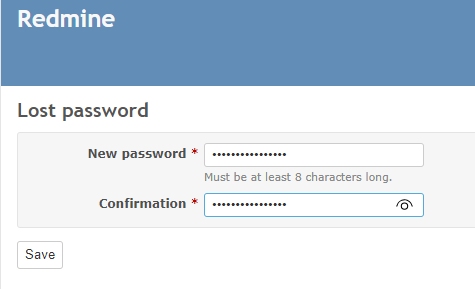 Redmine
Lost password
New password * ••••••••••••••••
Must be at least 8 characters long.
Confirmation * ••••••••••••••••
Save